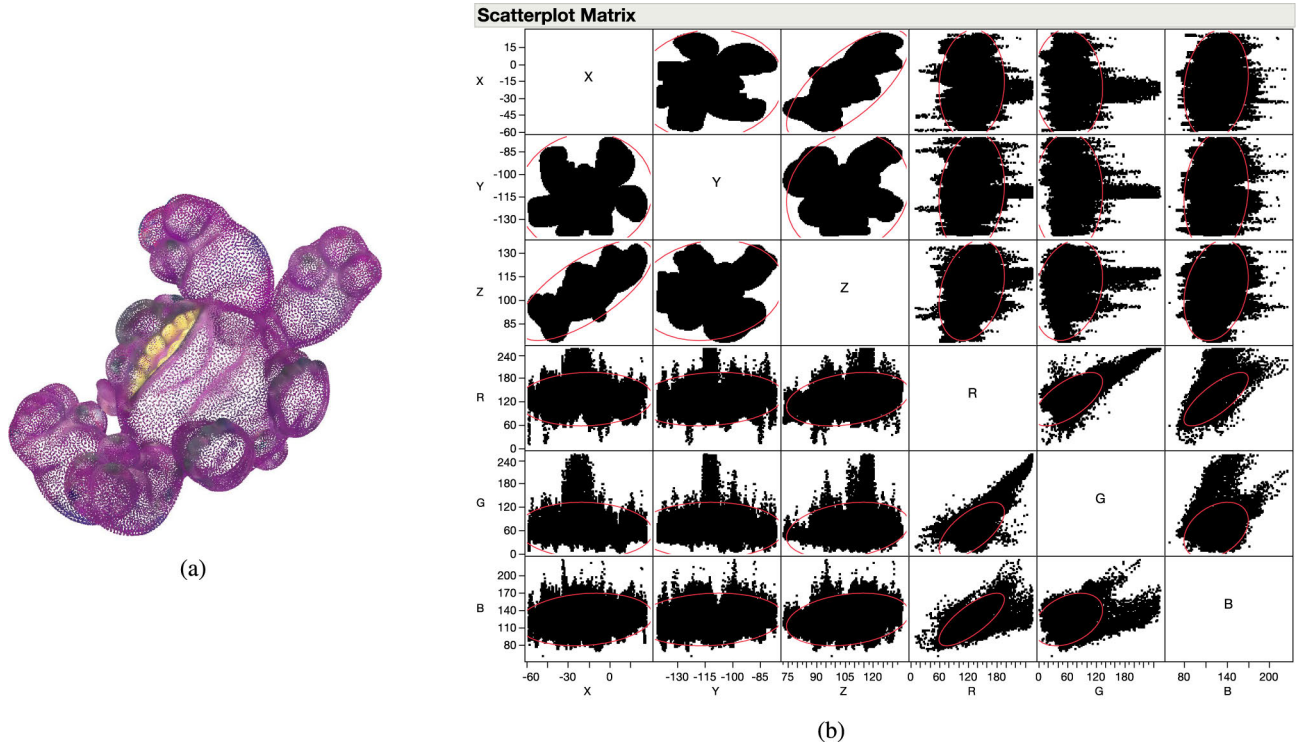 Scatterplot Matrix
X
15
0
-15
-30
-45
-60
X
Y
-85
-100
-115
-130
Y
Z
130
115
100
85
Z
R
240
180
120
60
0
R
G
240
180
120
60
0
G
B
200
170
140
110
80
B
-60 -30 0
-130 -115 -100 -85
75 90 105 120
0 60 120 180
0 60 120 180
80 140 200
X Y Z R G B
(a)
(b)